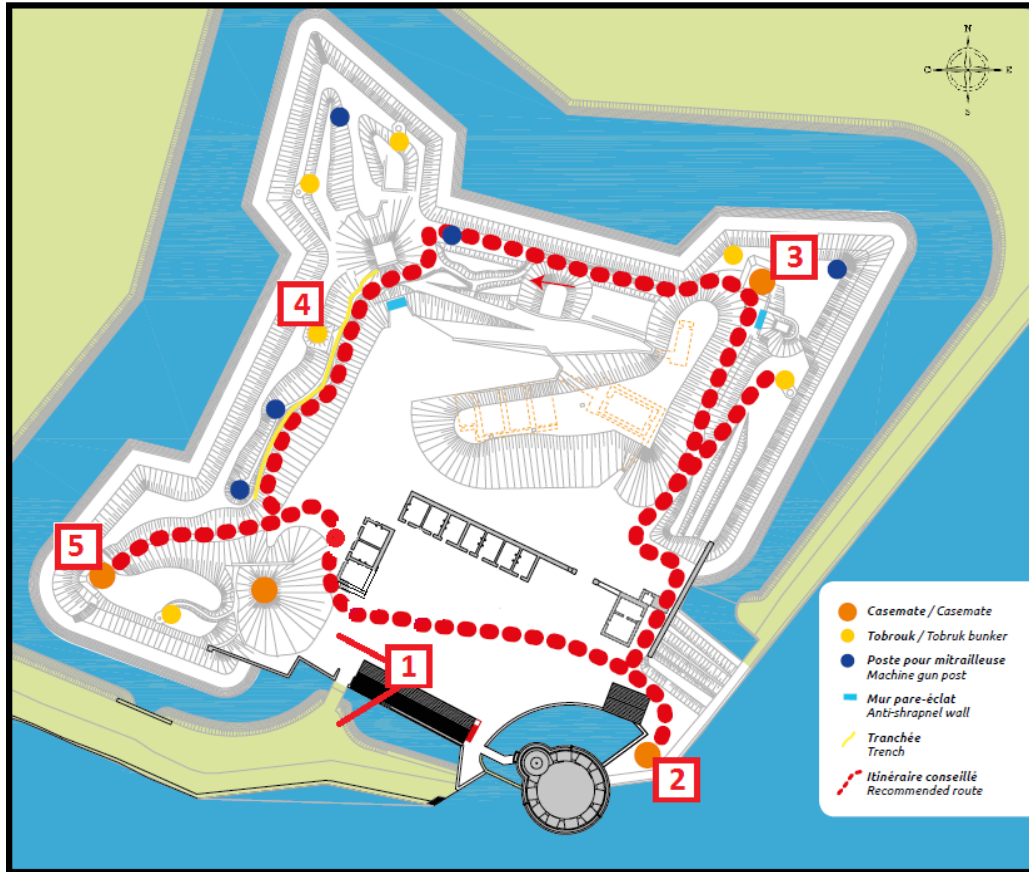 N
C E
S
3
4
5
1
2
Casemate / Casemate
Tobrouk / Tobruk bunker
Poste pour mitrailleuse
Machine gun post
Mur pare-éclat
Anti-shrapnel wall
Tranchée
Trench
Itinéraire conseillé
Recommended route